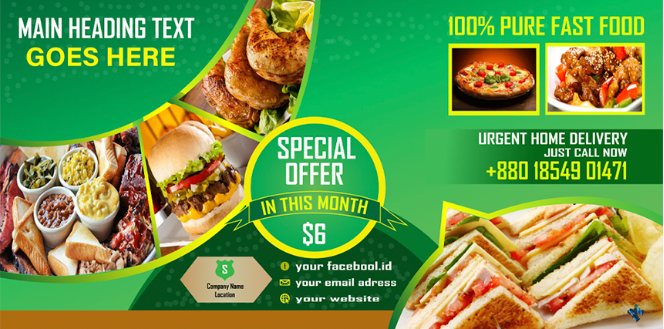 MAIN HEADING TEXT
GOES HERE
100% PURE FAST FOOD
URGENT HOME DELIVERY
JUST CALL NOW
+880 18549 01471
SPECIAL
OFFER
IN THIS MONTH
$6
S
Company Name
Location
your facebool.id
your email adress
your website